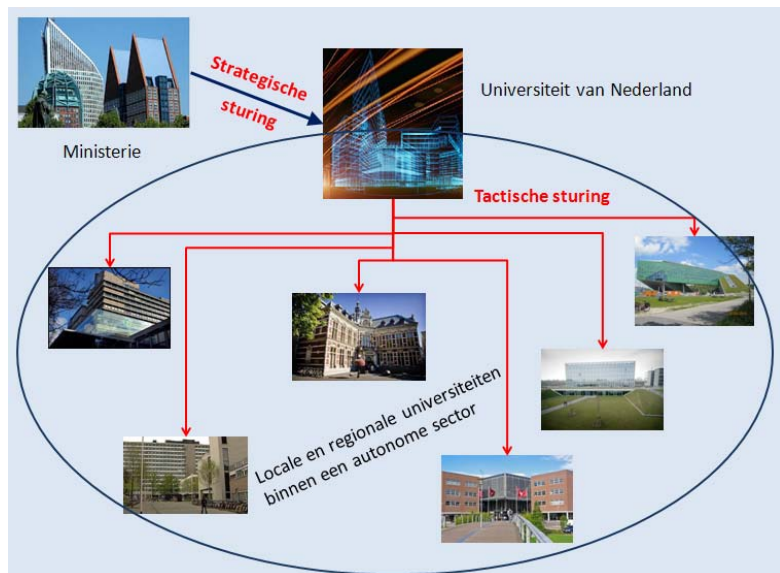 Strategische
sturing
Universiteit van Nederland
Ministerie
Tactische sturing
Locale en regionale universiteiten
binnen een autonome sector